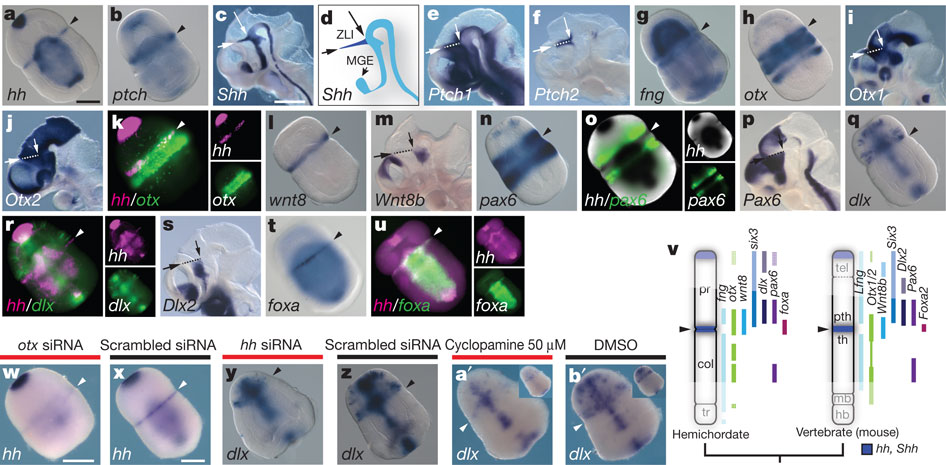 a
hh
b
ptch
c
Shh
d
ZLI
MGE
Shh
e
Ptch1
f
Ptch2
g
fng
h
otx
i
Otx1
j
Otx2
k
hh/otx
hh
otx
l
wnt8
m
Wnt8b
n
pax6
o
hh/pax6
hh
pax6
p
Pax6
q
dlx
r
hh/dlx
hh
dlx
s
Dlx2
t
foxa
u
hh/foxa
hh
foxa
v
fng
otx
wnt8
six3
dlx
pax6
foxa
pr
col
tr
Hemichordate
Lfng
Otx1/2
Wnt8b
Six3
Dlx2
Pax6
Foxa2
tel
pth
th
mb
hb
Vertebrate (mouse)
hh, Shh
otx siRNA
Scrambled siRNA
hh siRNA
Scrambled siRNA
Cyclopamine 50 µM
DMSO
w
hh
x
hh
y
dlx
z
dlx
a′
dlx
b′
dlx